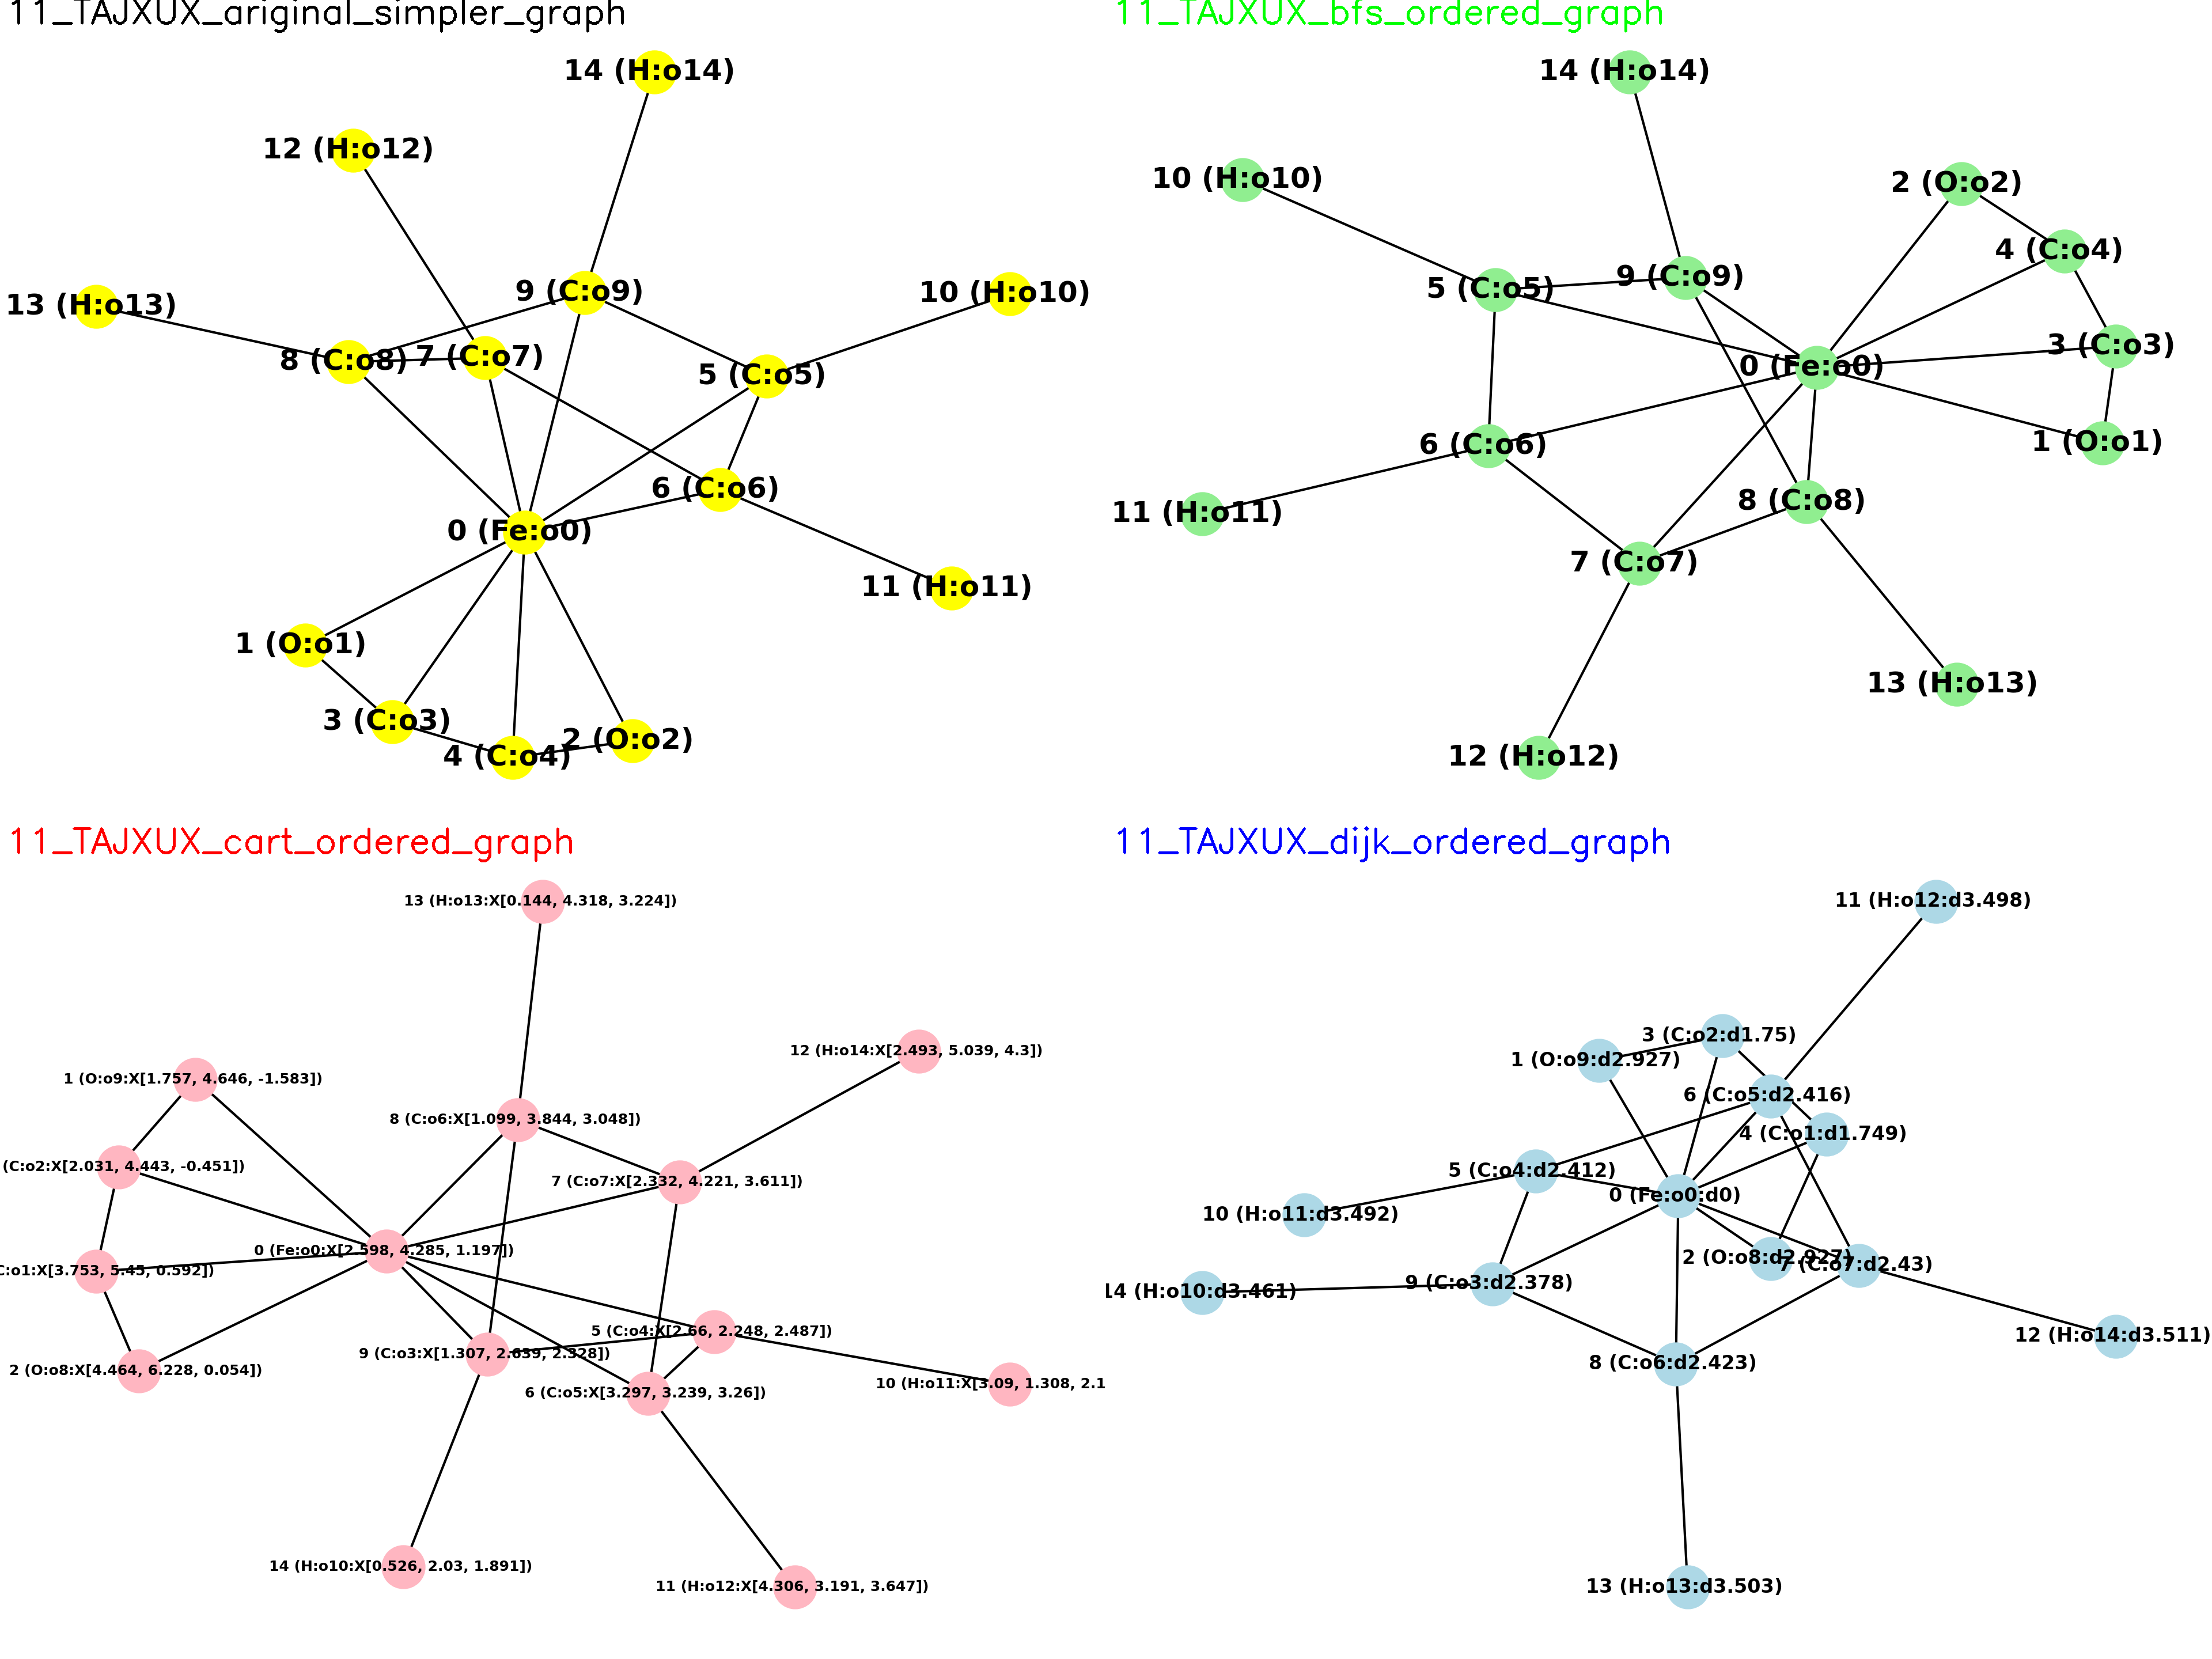 11_TAJXUX_ariginal_simpler_graph
14 (H:o14)
12 (H:o12)
9 (C:o9)
10 (H:o10)
13 (H:o13)
8 (C:o8)
7 (C:o7)
5 (C:o5)
6 (C:o6)
0 (Fe:o0)
11 (H:o11)
1 (O:o1)
3 (C:o3)
2 (O:o2)
4 (C:o4)
11_TAJXUX_bfs_ordered_graph
14 (H:o14)
10 (H:o10)
2 (O:o2)
4 (C:o4)
9 (C:o9)
5 (C:o5)
3 (C:o3)
0 (Fe:o0)
1 (O:o1)
6 (C:o6)
8 (C:o8)
11 (H:o11)
7 (C:o7)
13 (H:o13)
12 (H:o12)
11_TAJXUX_cart_ordered_graph
13 (H:o13:X[0.144, 4.318, 3.224])
12 (H:o14:X[2.493, 5.039, 4.3])
1 (O:o9:X[1.757, 4.646, -1.583])
8 (C:o6:X[1.099, 3.844, 3.048])
(C:o2:X[2.031, 4.443, -0.451])
7 (C:o7:X[2.332, 4.221, 3.611])
0 (Fe:o0:X[2.598, 4.285, 1.197])
C:o1:X[3.753, 5.45, 0.592])
5 (C:o4:X[2.66, 2.248, 2.487])
9 (C:o3:X[1.307, 2.639, 2.328])
2 (O:o8:X[4.464, 6.228, 0.054])
10 (H:o11:X[3.09, 1.308, 2.1
6 (C:o5:X[3.297, 3.239, 3.26])
14 (H:o10:X[0.526, 2.03, 1.891])
11 (H:o12:X[4.306, 3.191, 3.647])
11_TAJXUX_dijk_ordered_graph
11 (H:o12:d3.498)
3 (C:o2:d1.75)
1 (O:o9:d2.927)
6 (C:o5:d2.416)
4 (C:o1:d1.749)
5 (C:o4:d2.412)
0 (Fe:o0:d0)
10 (H:o11:d3.492)
2 (O:o8:d2.927)
7 (C:o7:d2.43)
9 (C:o3:d2.378)
14 (H:o10:d3.461)
12 (H:o14:d3.511)
8 (C:o6:d2.423)
13 (H:o13:d3.503)